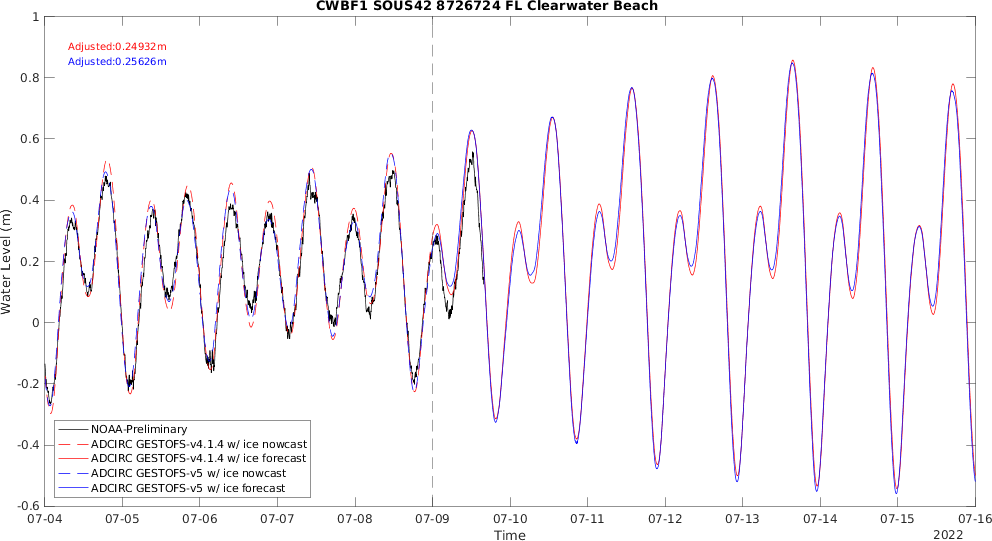 CWBF1 SOUS42 8726724 FL Clearwater Beach
Adjusted:0.24932m
Adjusted:0.25626m
1
0.8
0.6
0.4
0.2
0
-0.2
-0.4
-0.6
Water Level (m)
NOAA-Preliminary
ADCIRC GESTOFS-v4.1.4 w/ ice nowcast
ADCIRC GESTOFS-v4.1.4 w/ ice forecast
ADCIRC GESTOFS-v5 w/ ice nowcast
ADCIRC GESTOFS-v5 w/ ice forecast
07-04 07-05 07-06 07-07 07-08 07-09 07-10 07-11 07-12 07-13 07-14 07-15 07-16
Time
2022